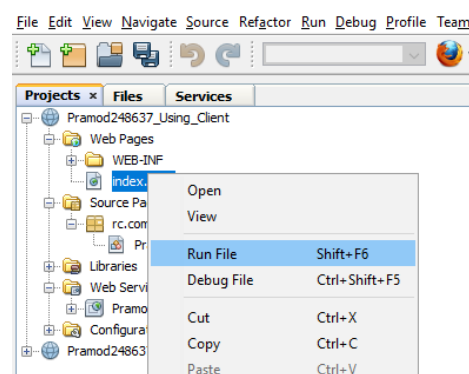 File Edit View Navigate Source Refactor Run Debug Profile Team
Projects × Files Services
Pramod248637_Using_Client
Web Pages
WEB-INF
index.
Source Pa
rc.com
Pr
Libraries
Web Servi
Pramo
Configurat
Pramod24863
Open
View
Run File Shift+F6
Debug File Ctrl+Shift+F5
Cut Ctrl+X
Copy Ctrl+C
Paste Ctrl+V